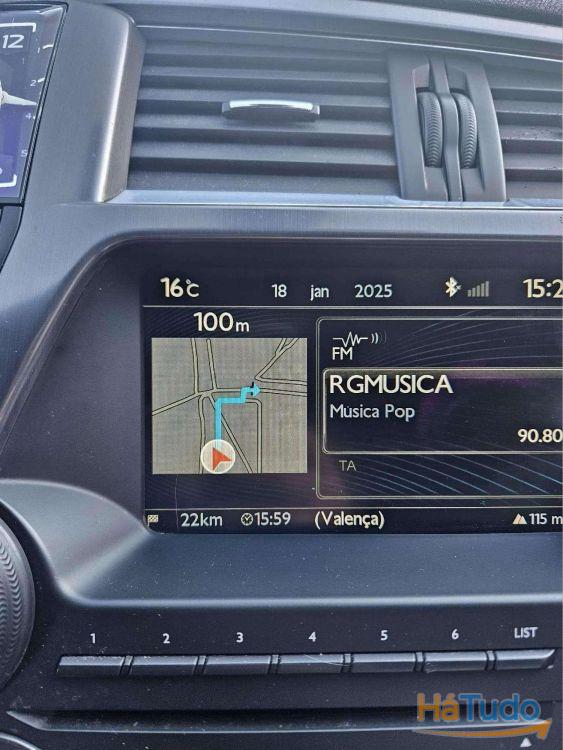 12
16°C 18 jan 2025 15:2
100m
FM
RGMUSICA
Música Pop
90.80
TA
22km 15:59 (Valença) 115 m
1 2 3 4 5 6 LIST
HáTudo